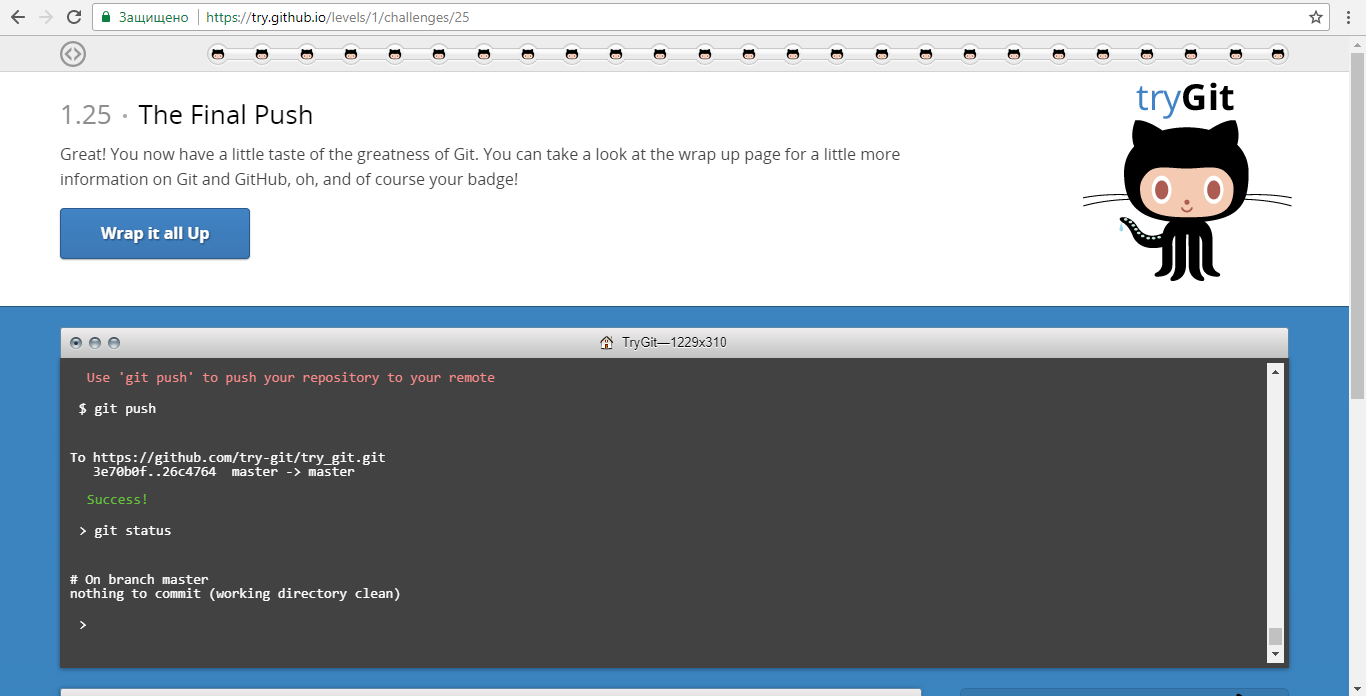 Защищено https://try.github.io/levels/1/challenges/25
tryGit
1.25 · The Final Push
Great! You now have a little taste of the greatness of Git. You can take a look at the wrap up page for a little more
information on Git and GitHub, oh, and of course your badge!
Wrap it all Up
TryGit—1229x310
Use 'git push' to push your repository to your remote
$ git push
To https://github.com/try-git/try_git.git
3e70b0f..26c4764 master -> master
Success!
> git status
# On branch master
nothing to commit (working directory clean)
>